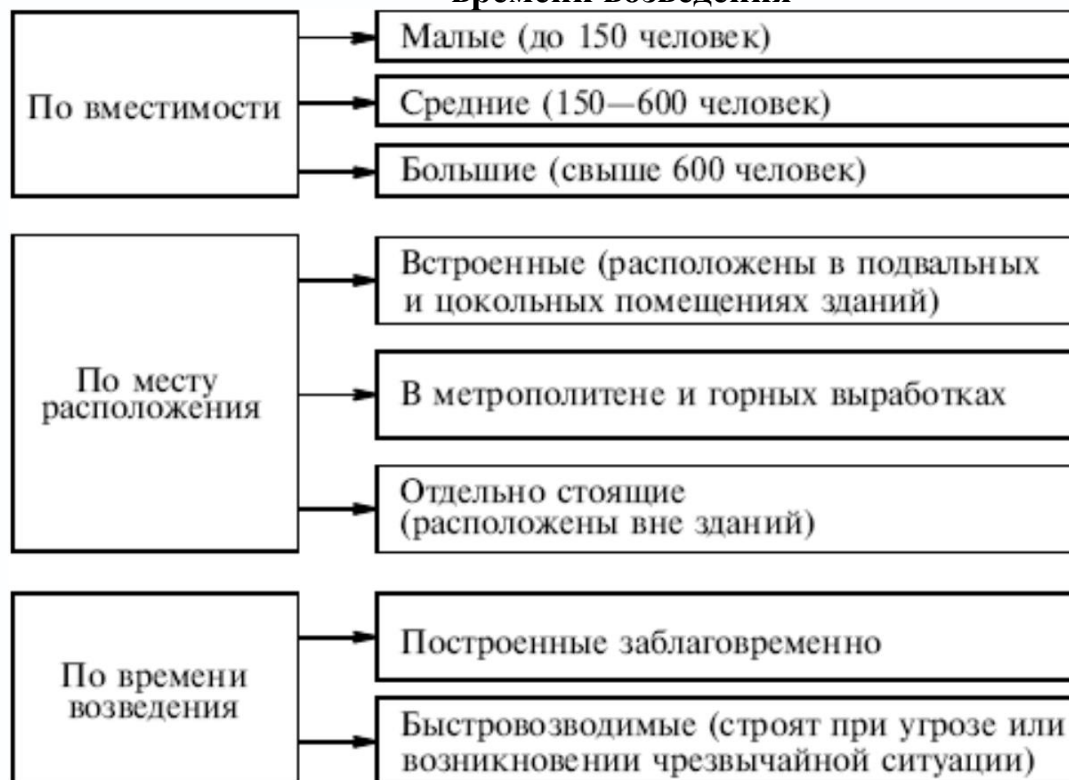 времени возведения
По вместимости
Малые (до 150 человек)
Средние (150—600 человек)
Большие (свыше 600 человек)
По месту
расположения
Встроенные (расположены в подвальных
и цокольных помещениях зданий)
В метрополитене и горных выработках
Отдельно стоящие
(расположены вне зданий)
По времени
возведения
Построенные заблаговременно
Быстровозводимые (строят при угрозе или
возникновении чрезвычайной ситуации)